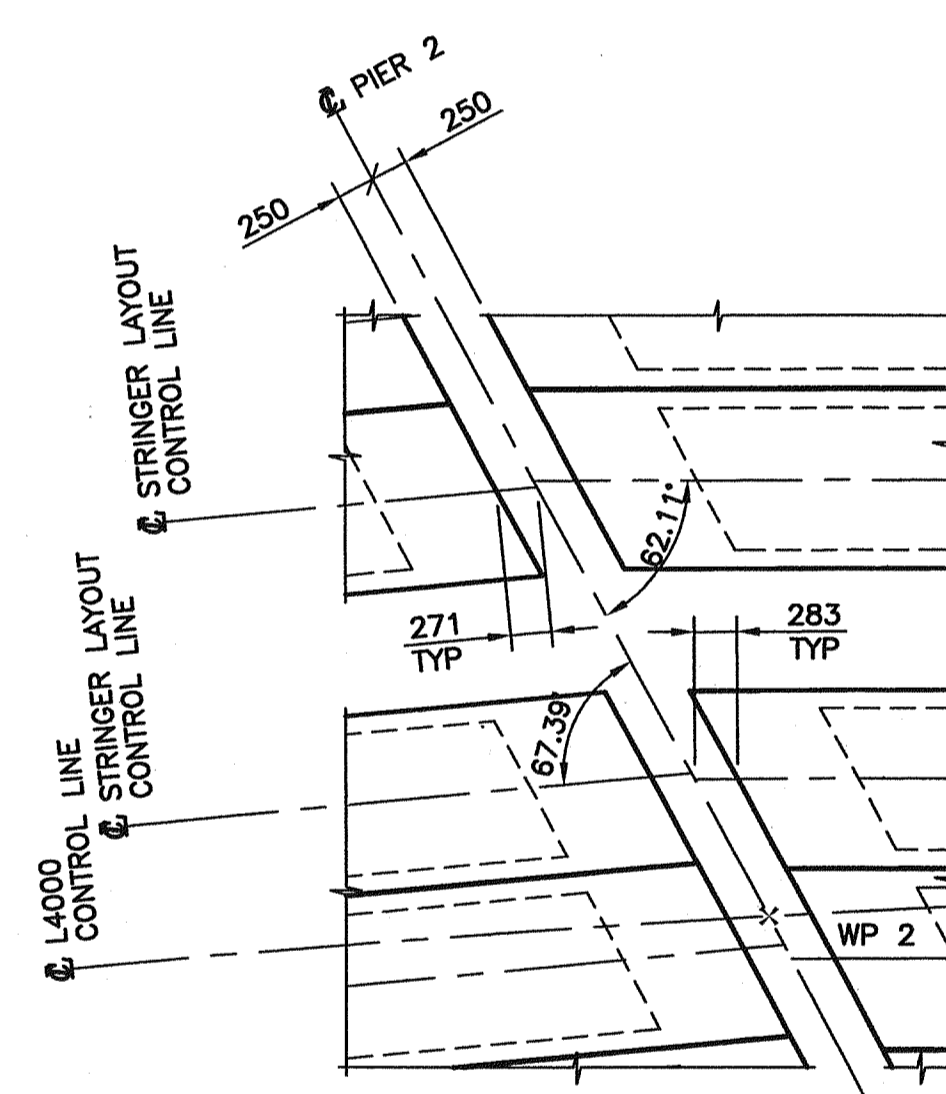 ℄ PIER 2
250
250
℄ STRINGER LAYOUT
CONTROL LINE
62.11°
271
TYP
283
TYP
67.39°
℄ STRINGER LAYOUT
CONTROL LINE
℄ L4000
CONTROL LINE
WP 2